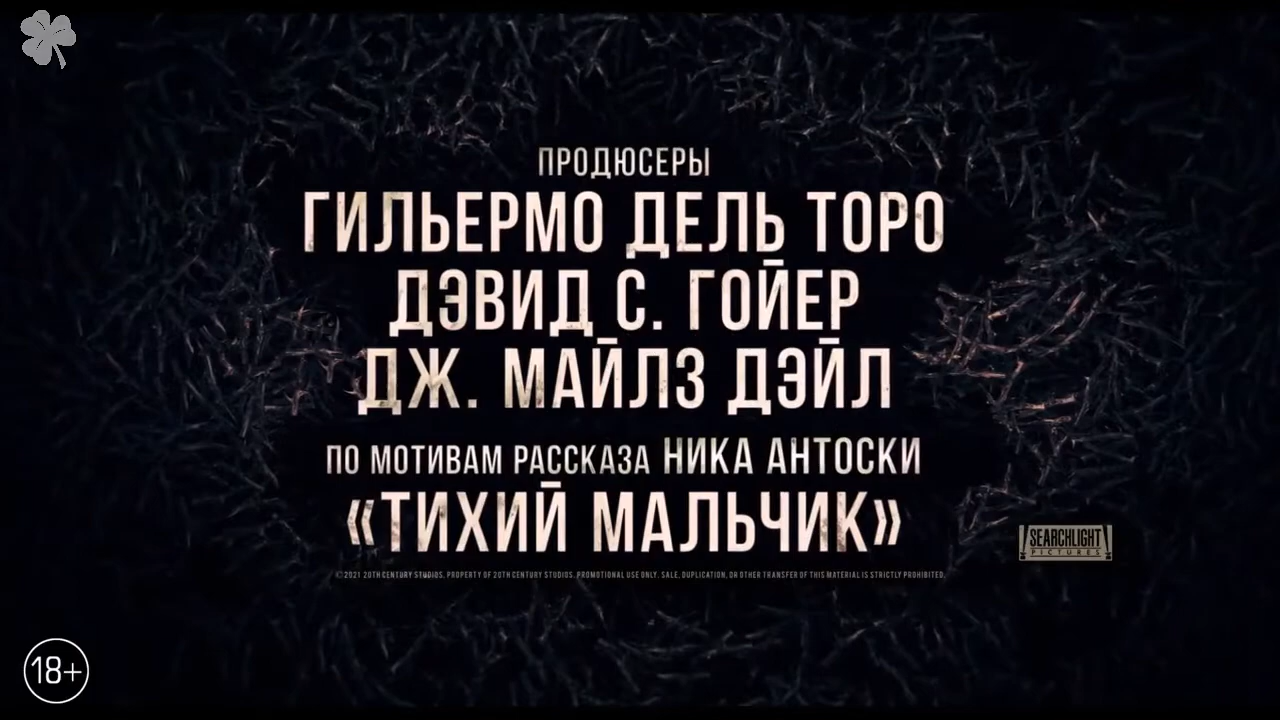 ПРОДЮСЕРЫ
ГИЛЬЕРМО ДЕЛЬ ТОРО
ДЭВИД С. ГОЙЕР
ДЖ. МАЙЛЗ ДЭЙЛ
ПО МОТИВАМ РАССКАЗА НИКА АНТОСКИ
«ТИХИЙ МАЛЬЧИК»
SEARCHLIGHT
PICTURES
©2021 20TH CENTURY STUDIOS. PROPERTY OF 20TH CENTURY STUDIOS. PROMOTIONAL USE ONLY. SALE, DUPLICATION, OR OTHER TRANSFER OF THIS MATERIAL IS STRICTLY PROHIBITED.
18+